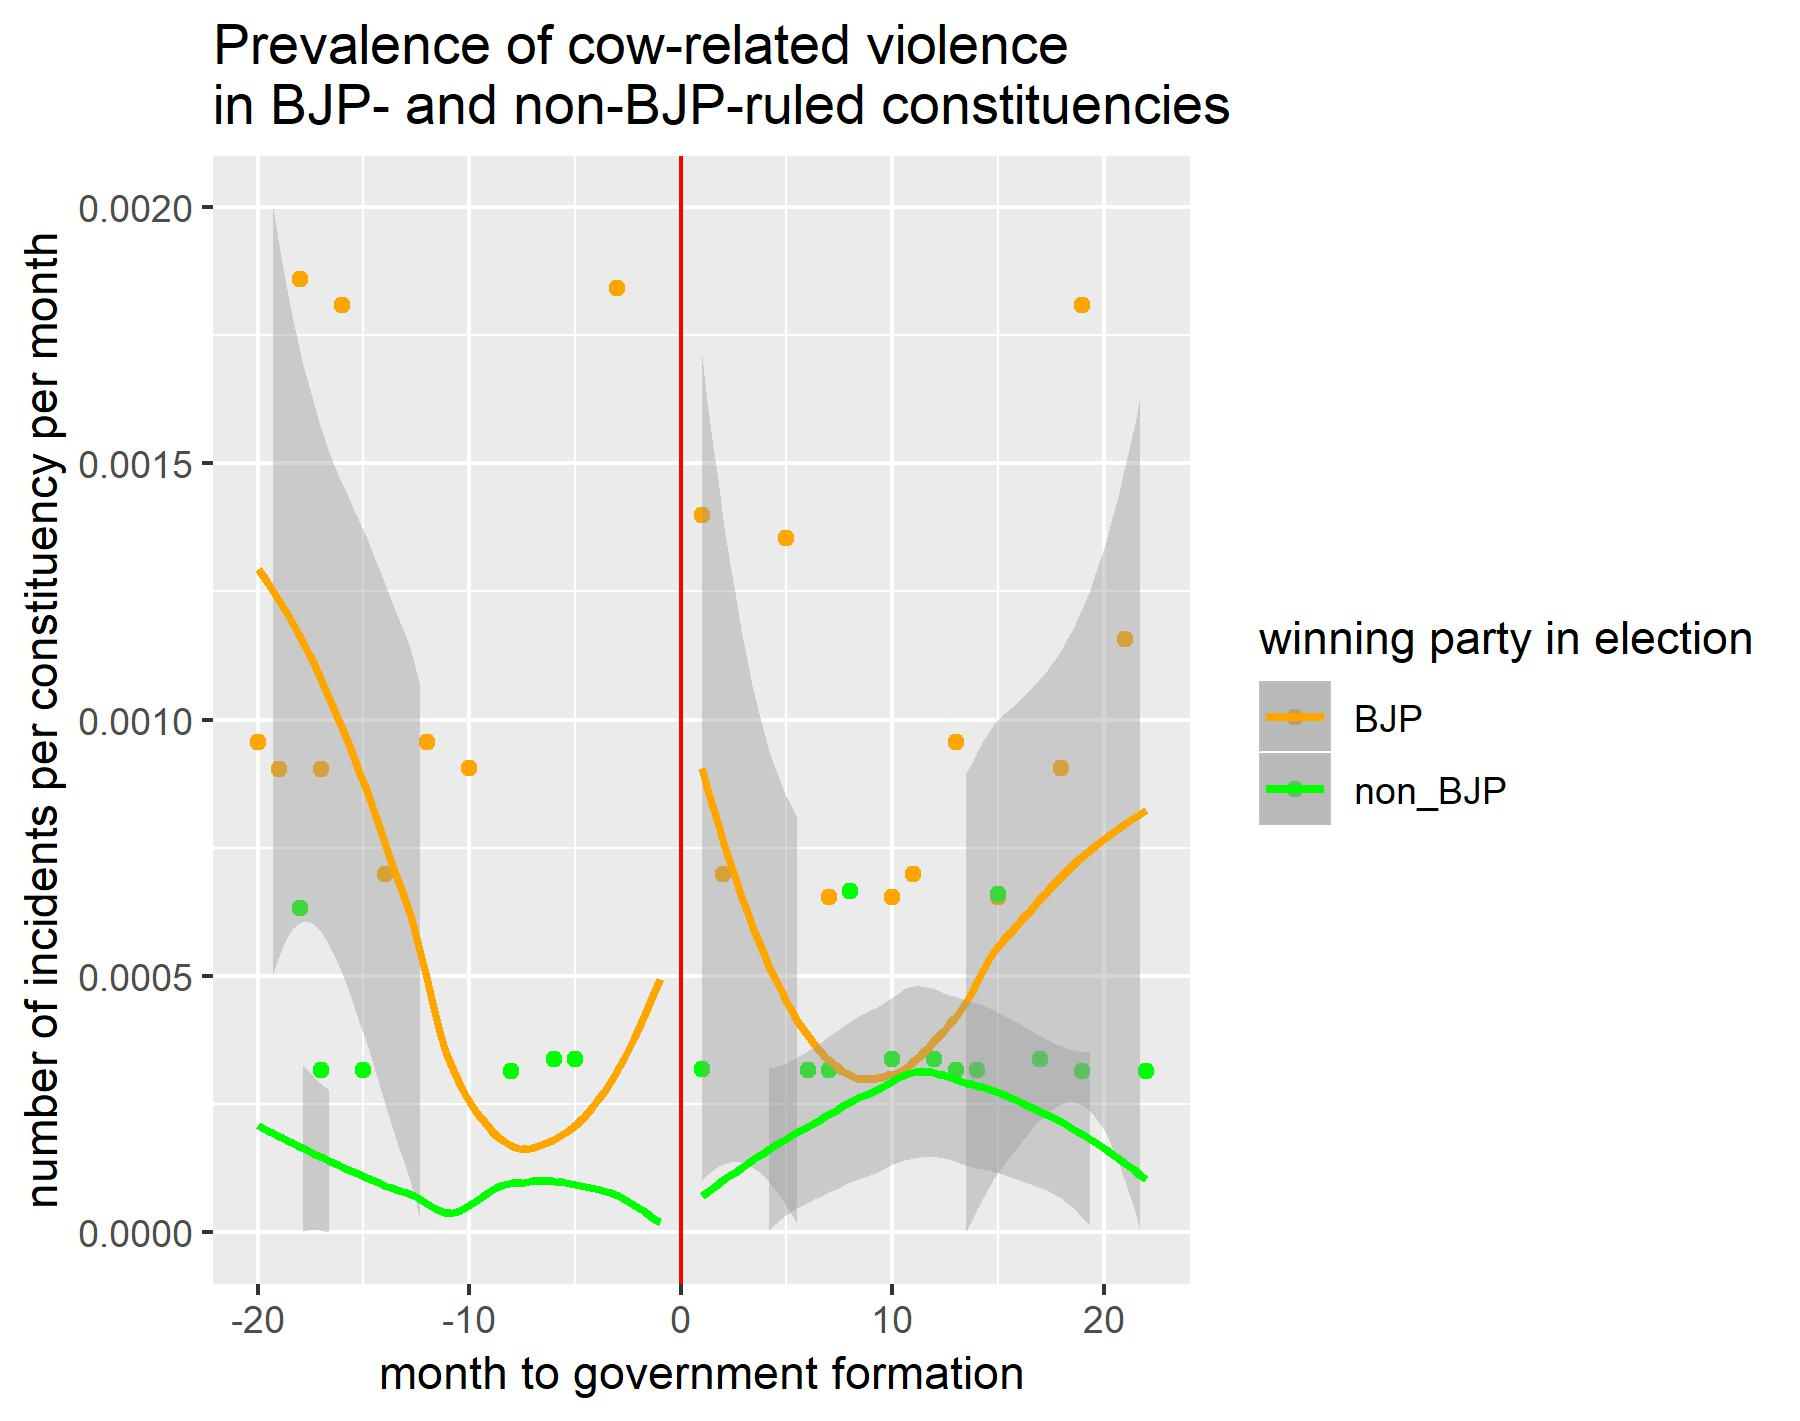 Prevalence of cow-related violence
in BJP- and non-BJP-ruled constituencies
number of incidents per constituency per month
0.0020
0.0015
0.0010
0.0005
0.0000
-20
-10
0
10
20
month to government formation
winning party in election
BJP
non_BJP